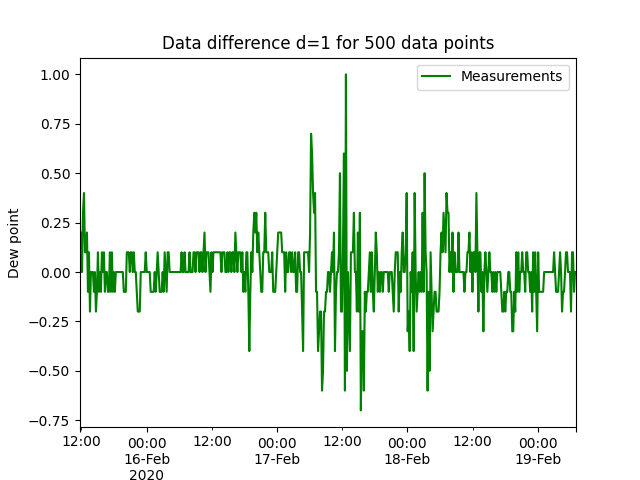 Data difference d=1 for 500 data points
Measurements
Dew point
1.00
0.75
0.50
0.25
0.00
−0.25
−0.50
−0.75
12:00 00:00 12:00 00:00 12:00 00:00 12:00 00:00
16-Feb 17-Feb 18-Feb 19-Feb
2020